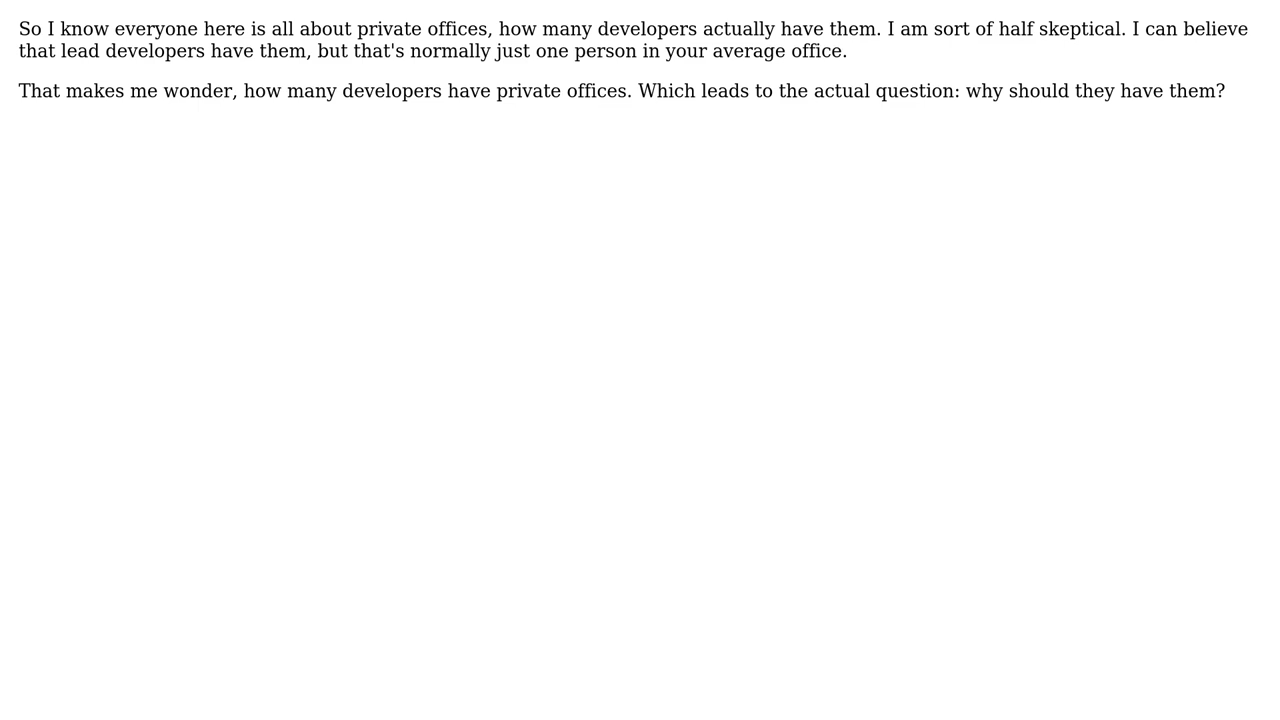 So I know everyone here is all about private offices, how many developers actually have them. I am sort of half skeptical. I can believe
that lead developers have them, but that's normally just one person in your average office.
That makes me wonder, how many developers have private offices. Which leads to the actual question: why should they have them?